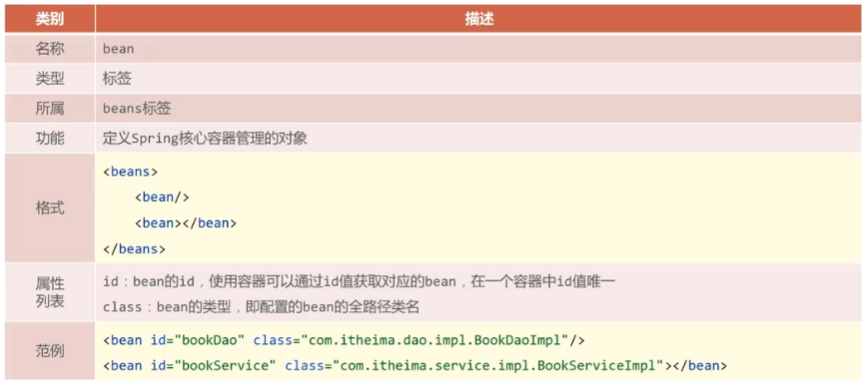 类别 描述
名称 bean
类型 标签
所属 beans标签
功能 定义Spring核心容器管理的对象
格式
<beans>
    <bean/>
    <bean></bean>
</beans>
属性
列表
id：bean的id，使用容器可以通过id值获取对应的bean，在一个容器中id值唯一
class：bean的类型，即配置的bean的全路径类名
范例
<bean id="bookDao" class="com.itheima.dao.impl.BookDaoImpl"/>
<bean id="bookService" class="com.itheima.service.impl.BookServiceImpl"></bean>